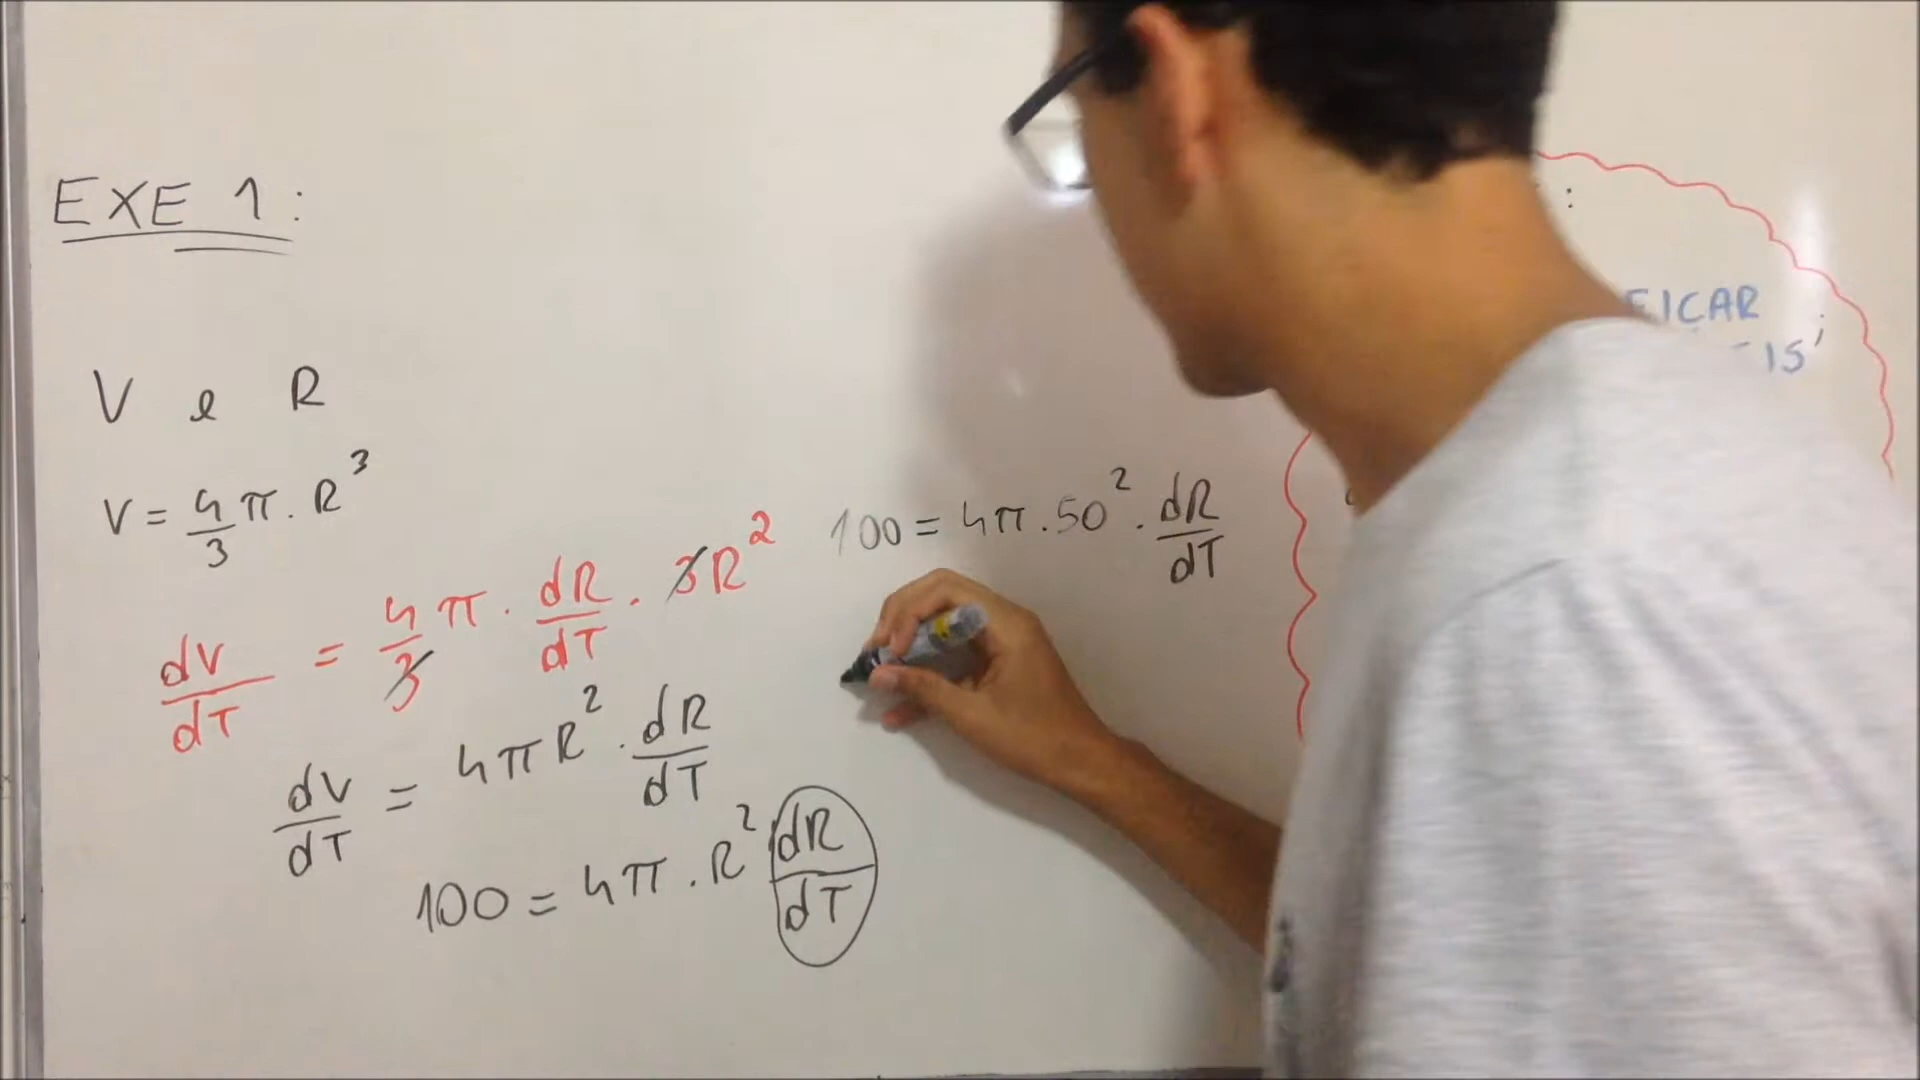 EXE 1:
V e R
V = 4/3 π . R³
dV/dT = 4/3 π . dR/dT . 3R²
dV/dT = 4πR² . dR/dT
100 = 4π . R² dR/dT
100 = 4π . 50² . dR/dT